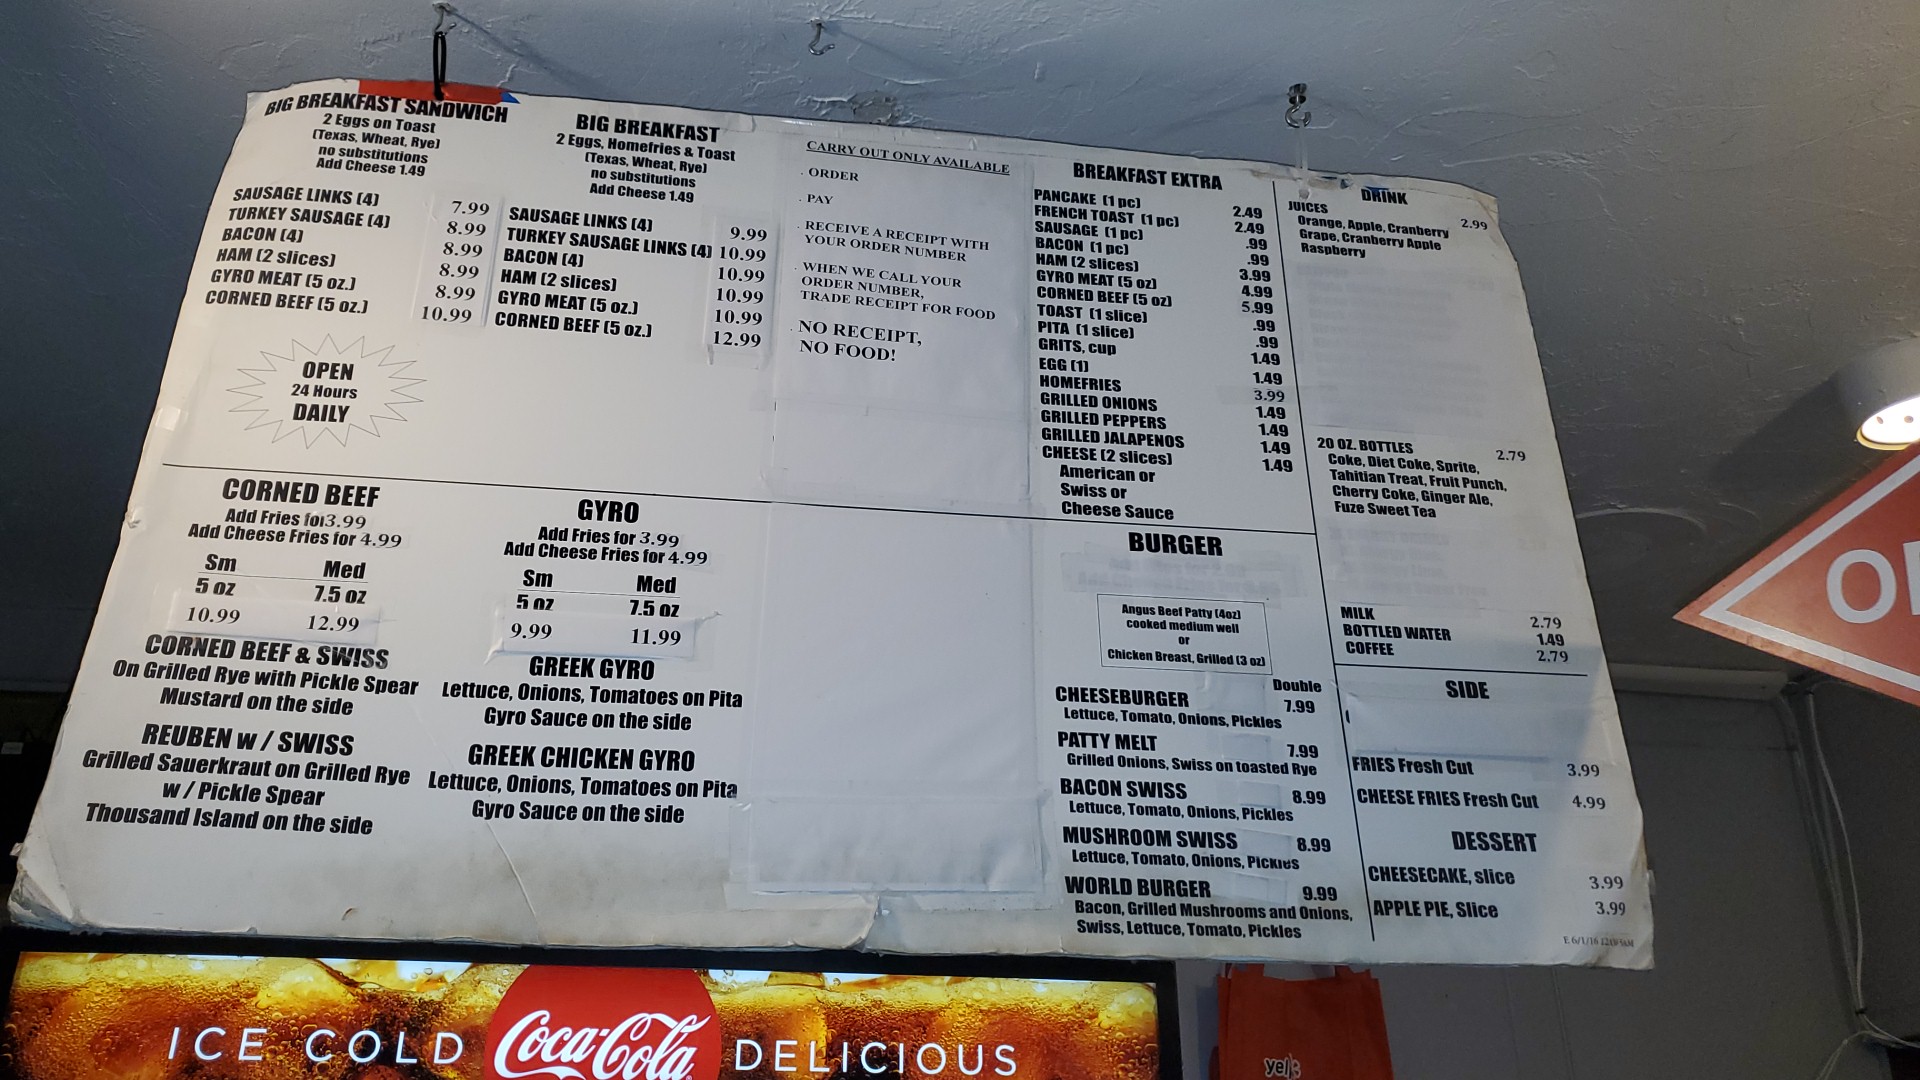 BIG BREAKFAST SANDWICH
2 Eggs on Toast
(Texas, Wheat, Rye)
no substitutions
Add Cheese 1.49
SAUSAGE LINKS (4) 7.99
TURKEY SAUSAGE (4) 8.99
BACON (4) 8.99
HAM (2 slices) 8.99
GYRO MEAT (5 oz.) 8.99
CORNED BEEF (5 oz.) 10.99
OPEN
24 Hours
DAILY
BIG BREAKFAST
2 Eggs, Homefries & Toast
(Texas, Wheat, Rye)
no substitutions
Add Cheese 1.49
SAUSAGE LINKS (4) 9.99
TURKEY SAUSAGE LINKS (4) 10.99
BACON (4) 10.99
HAM (2 slices) 10.99
GYRO MEAT (5 oz.) 10.99
CORNED BEEF (5 oz.) 12.99
CARRY OUT ONLY AVAILABLE
. ORDER
. PAY
. RECEIVE A RECEIPT WITH
YOUR ORDER NUMBER
. WHEN WE CALL YOUR
ORDER NUMBER,
TRADE RECEIPT FOR FOOD
. NO RECEIPT,
NO FOOD!
BREAKFAST EXTRA
PANCAKE (1 pc) 2.49
FRENCH TOAST (1 pc) 2.49
SAUSAGE (1 pc) .99
BACON (1 pc) .99
HAM (2 slices) 3.99
GYRO MEAT (5 oz) 4.99
CORNED BEEF (5 oz) 5.99
TOAST (1 slice) .99
PITA (1 slice) .99
GRITS, cup 1.49
EGG (1) 1.49
HOMEFRIES 3.99
GRILLED ONIONS 1.49
GRILLED PEPPERS 1.49
GRILLED JALAPENOS 1.49
CHEESE (2 slices) 1.49
American or
Swiss or
Cheese Sauce
DRINK
JUICES 2.99
Orange, Apple, Cranberry
Grape, Cranberry Apple
Raspberry
20 OZ. BOTTLES 2.79
Coke, Diet Coke, Sprite,
Tahitian Treat, Fruit Punch,
Cherry Coke, Ginger Ale,
Fuze Sweet Tea
MILK 2.79
BOTTLED WATER 1.49
COFFEE 2.79
CORNED BEEF
Add Fries for 3.99
Add Cheese Fries for 4.99
Sm Med
5 oz 7.5 oz
10.99 12.99
CORNED BEEF & SWISS
On Grilled Rye with Pickle Spear
Mustard on the side
REUBEN w / SWISS
Grilled Sauerkraut on Grilled Rye
w / Pickle Spear
Thousand Island on the side
GYRO
Add Fries for 3.99
Add Cheese Fries for 4.99
Sm Med
5 oz 7.5 oz
9.99 11.99
GREEK GYRO
Lettuce, Onions, Tomatoes on Pita
Gyro Sauce on the side
GREEK CHICKEN GYRO
Lettuce, Onions, Tomatoes on Pita
Gyro Sauce on the side
BURGER
Angus Beef Patty (4oz)
cooked medium well
or
Chicken Breast, Grilled (3 oz)
Double
CHEESEBURGER 7.99
Lettuce, Tomato, Onions, Pickles
PATTY MELT 7.99
Grilled Onions, Swiss on toasted Rye
BACON SWISS 8.99
Lettuce, Tomato, Onions, Pickles
MUSHROOM SWISS 8.99
Lettuce, Tomato, Onions, Pickles
WORLD BURGER 9.99
Bacon, Grilled Mushrooms and Onions,
Swiss, Lettuce, Tomato, Pickles
SIDE
FRIES Fresh Cut 3.99
CHEESE FRIES Fresh Cut 4.99
DESSERT
CHEESECAKE, slice 3.99
APPLE PIE, Slice 3.99
ICE COLD Coca-Cola DELICIOUS